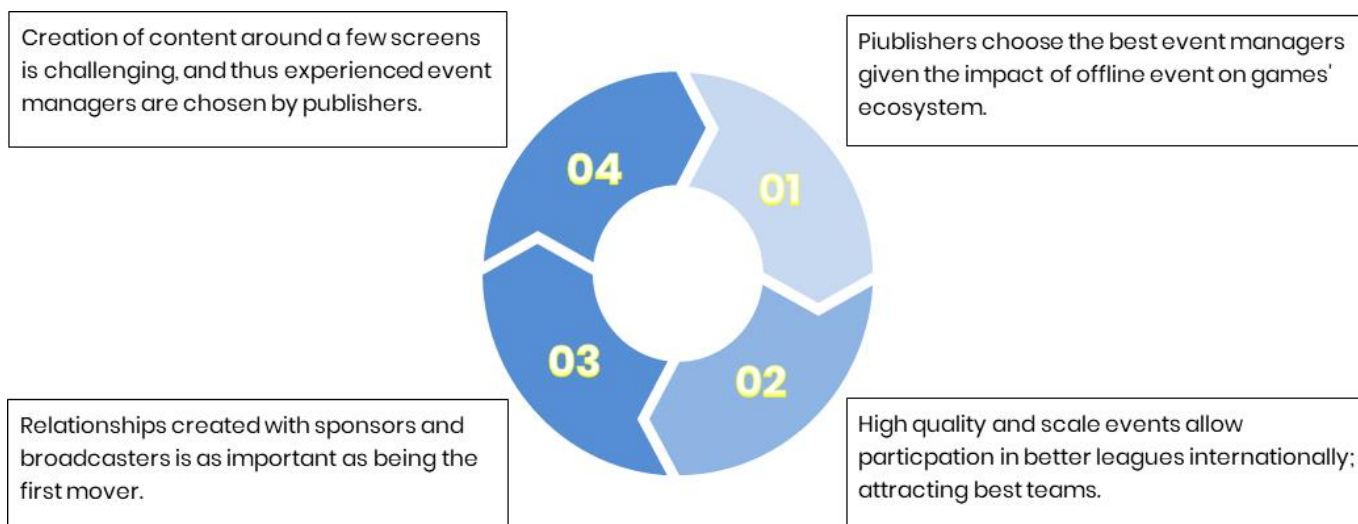 Creation of content around a few screens
is challenging, and thus experienced event
managers are chosen by publishers.
Piublishers choose the best event managers
given the impact of offline event on games'
ecosystem.
04
01
03
02
Relationships created with sponsors and
broadcasters is as important as being the
first mover.
High quality and scale events allow
particpation in better leagues internationally;
attracting best teams.